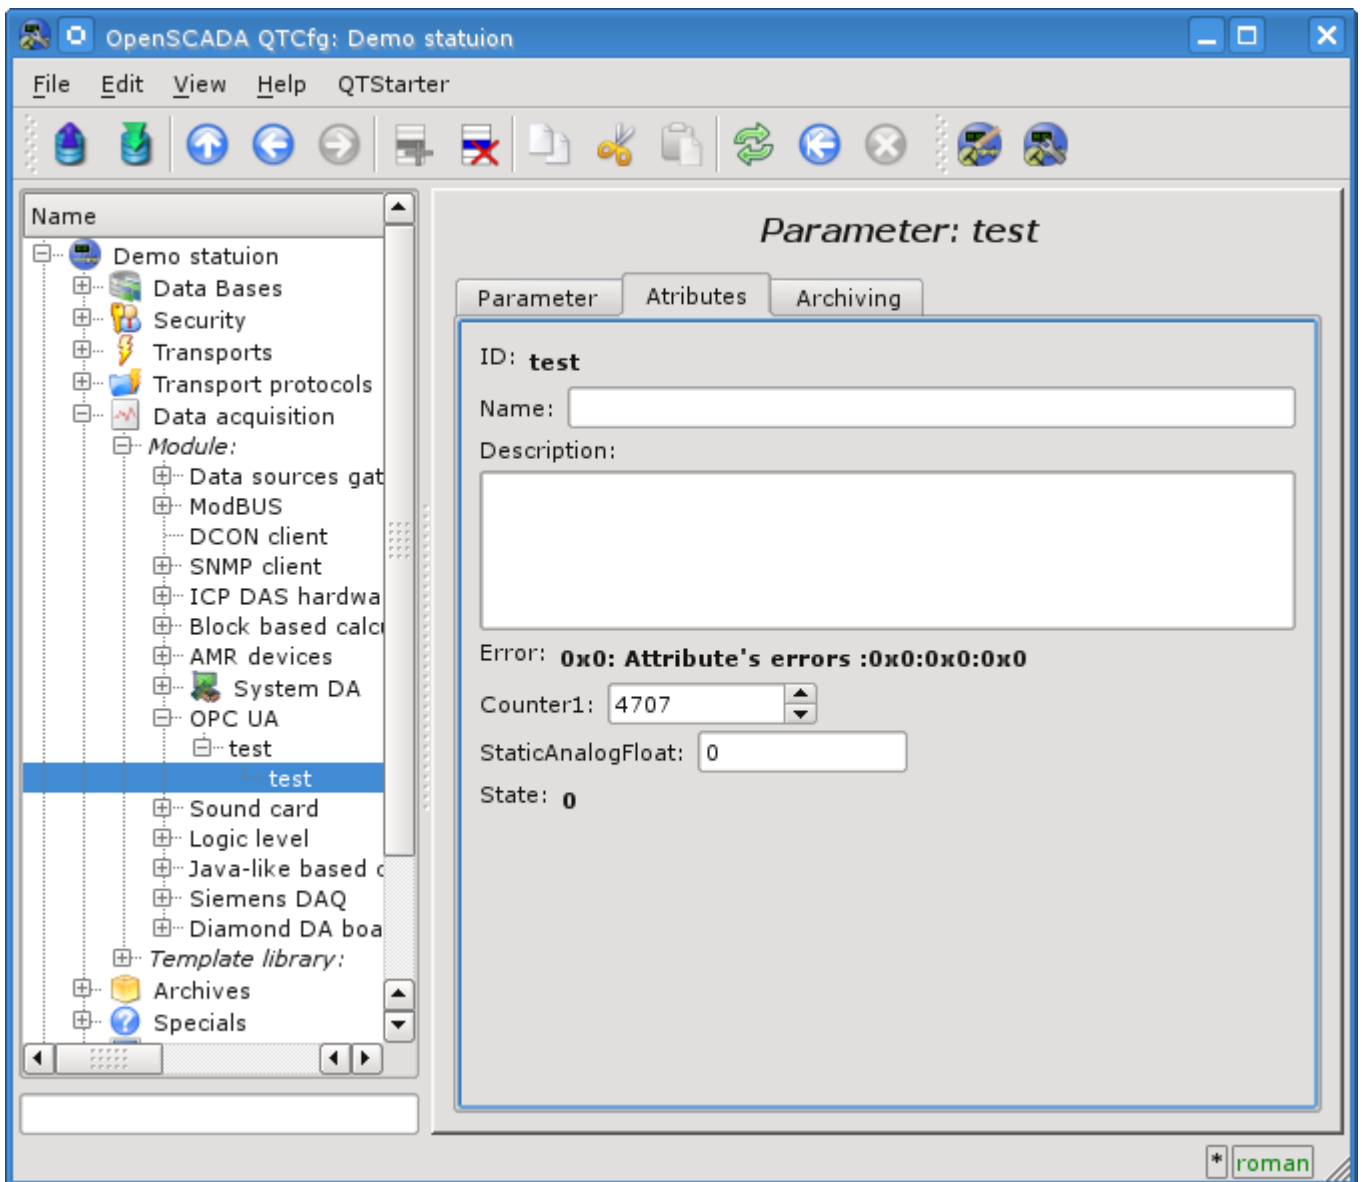 OpenSCADA QTCfg: Demo statuion
File Edit View Help QTStarter
Name
Demo statuion
Data Bases
Security
Transports
Transport protocols
Data acquisition
Module:
Data sources gat
ModBUS
DCON client
SNMP client
ICP DAS hardwa
Block based calcu
AMR devices
System DA
OPC UA
test
test
Sound card
Logic level
Java-like based c
Siemens DAQ
Diamond DA boa
Template library:
Archives
Specials
Parameter: test
Parameter Atributes Archiving
ID: test
Name:
Description:
Error: 0x0: Attribute's errors :0x0:0x0:0x0
Counter1: 4707
StaticAnalogFloat: 0
State: 0
* roman